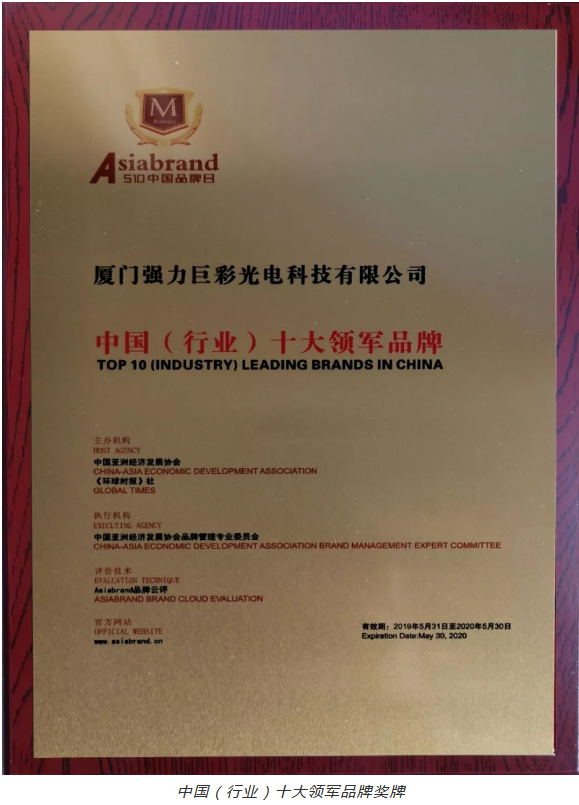 M
Asiabrand
510中国品牌日
厦门强力巨彩光电科技有限公司
中国（行业）十大领军品牌
TOP 10 (INDUSTRY) LEADING BRANDS IN CHINA
主办机构
HOST AGENCY
中国亚洲经济发展协会
CHINA-ASIA ECONOMIC DEVELOPMENT ASSOCIATION
《环球时报》社
GLOBAL TIMES
执行机构
EXECUTING AGENCY
中国亚洲经济发展协会品牌管理专业委员会
CHINA-ASIA ECONOMIC DEVELOPMENT ASSOCIATION BRAND MANAGEMENT EXPERT COMMITTEE
评价技术
EVALCATION TECHNIQUE
Asiabrand品牌云评
ASIABRAND BRAND CLOUD EVALUATION
官方网站
OFFICIAL WEBSITE
www.asiabrand.cn
有效期：2019年5月31日至2020年5月30日
Expiration Date:May 30, 2020
中国（行业）十大领军品牌奖牌